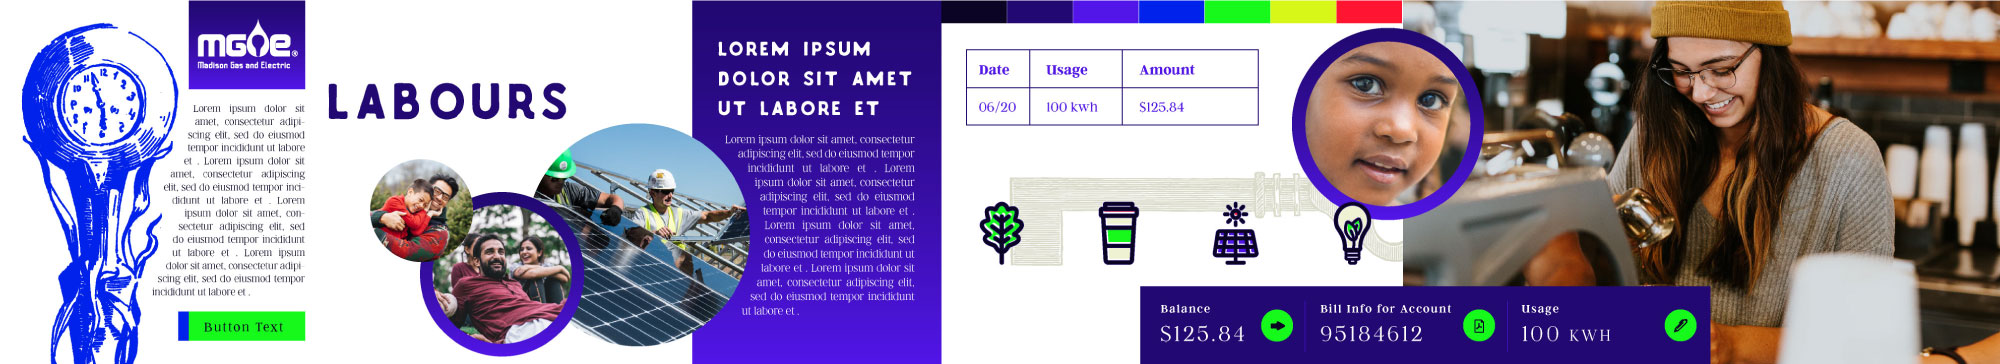 MGE®
Madison Gas and Electric
Lorem ipsum dolor sit
amet, consectetur adipi-
scing elit, sed do eiusmod
tempor incididunt ut labore
et . Lorem ipsum dolor sit
amet, consectetur adipiscing
elit, sed do eiusmod tempor inci-
didunt ut labore et . Lorem
ipsum dolor sit amet, con-
sectetur adipiscing elit, sed
do eiusmod tempor incididunt
ut labore et . Lorem ipsum
dolor sit amet, consectetur adipi-
scing elit, sed do eiusmod tempor
incididunt ut labore et .
Button Text
LABOURS
LOREM IPSUM
DOLOR SIT AMET
UT LABORE ET
Lorem ipsum dolor sit amet, consectetur
adipiscing elit, sed do eiusmod tempor
incididunt ut labore et . Lorem
ipsum dolor sit amet, consectetur
adipiscing elit, sed do eiusmod
tempor incididunt ut labore et .
Lorem ipsum dolor sit amet,
consectetur adipiscing elit, sed
do eiusmod tempor incididunt ut
labore et . Lorem ipsum dolor sit
amet, consectetur adipiscing elit,
sed do eiusmod tempor incididunt
ut labore et .
Date Usage Amount
06/20 100 kwh $125.84
Balance
$125.84
Bill Info for Account
95184612
Usage
100 KWH